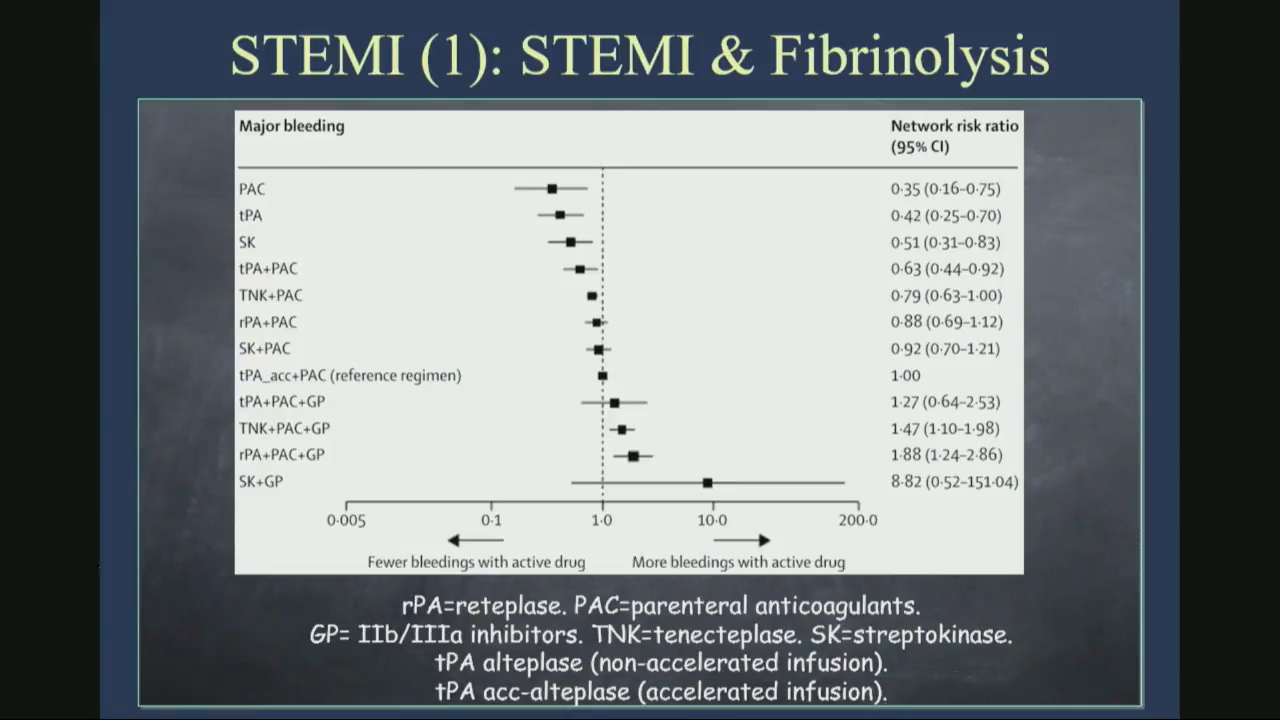 STEMI (1): STEMI & Fibrinolysis
Major bleeding
Network risk ratio
(95% CI)
PAC 0·35 (0·16–0·75)
tPA 0·42 (0·25–0·70)
SK 0·51 (0·31–0·83)
tPA+PAC 0·63 (0·44–0·92)
TNK+PAC 0·79 (0·63–1·00)
rPA+PAC 0·88 (0·69–1·12)
SK+PAC 0·92 (0·70–1·21)
tPA_acc+PAC (reference regimen) 1·00
tPA+PAC+GP 1·27 (0·64–2·53)
TNK+PAC+GP 1·47 (1·10–1·98)
rPA+PAC+GP 1·88 (1·24–2·86)
SK+GP 8·82 (0·52–151·04)
0·005 0·1 1·0 10·0 200·0
Fewer bleedings with active drug More bleedings with active drug
rPA=reteplase. PAC=parenteral anticoagulants.
GP= IIb/IIIa inhibitors. TNK=tenecteplase. SK=streptokinase.
tPA alteplase (non-accelerated infusion).
tPA acc-alteplase (accelerated infusion).